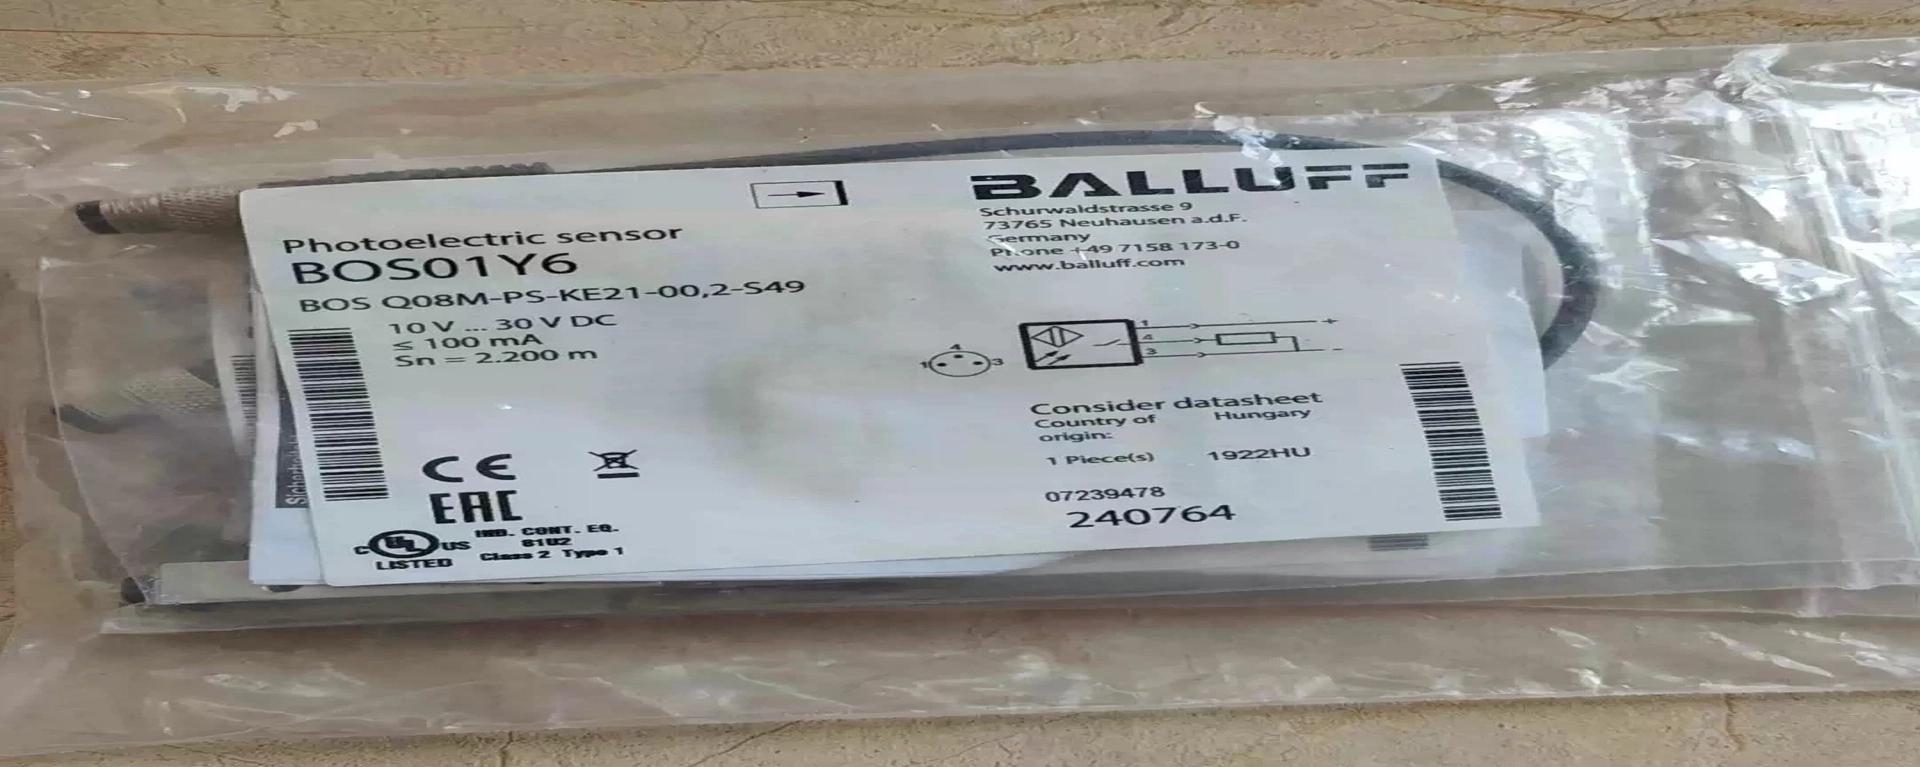 BALLUFF
Schurwaldstrasse 9
73765 Neuhausen a.d.F.
Germany
Phone +49 7158 173-0
www.balluff.com
Photoelectric sensor
BOS01Y6
BOS Q08M-PS-KE21-00,2-S49
10 V ... 30 V DC
≤ 100 mA
Sn = 2.200 m
4
1 3
1 +
4
3 -
Consider datasheet
Country of Hungary
origin:
1 Piece(s) 1922HU
07239478
240764
CE
EAC
C UL US
LISTED
IND. CONT. EQ.
81U2
Class 2 Type 1